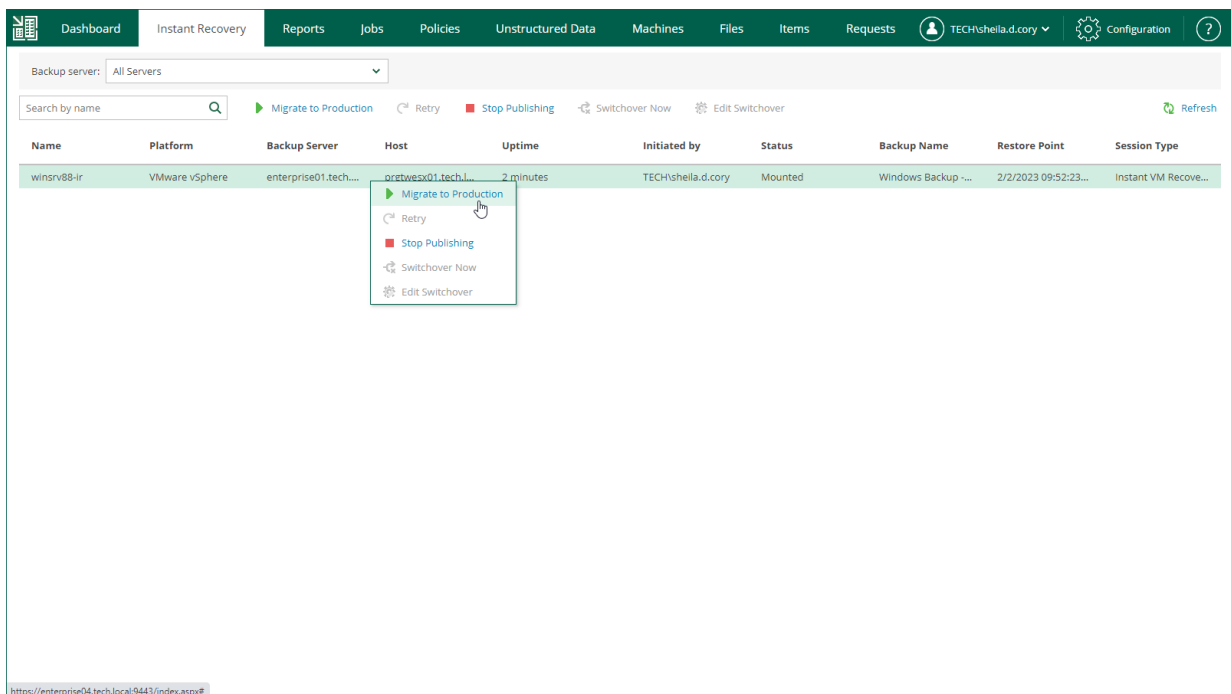 Dashboard Instant Recovery Reports Jobs Policies Unstructured Data Machines Files Items Requests TECH\sheila.d.cory Configuration ?
Backup server: All Servers
Search by name Migrate to Production Retry Stop Publishing Switchover Now Edit Switchover Refresh
Name Platform Backup Server Host Uptime Initiated by Status Backup Name Restore Point Session Type
winsrv88-ir VMware vSphere enterprise01.tech.... prgtwesx01.tech.l... 2 minutes TECH\sheila.d.cory Mounted Windows Backup -... 2/2/2023 09:52:23... Instant VM Recove...
Migrate to Production
Retry
Stop Publishing
Switchover Now
Edit Switchover
https://enterprise04.tech.local:9443/index.aspx#